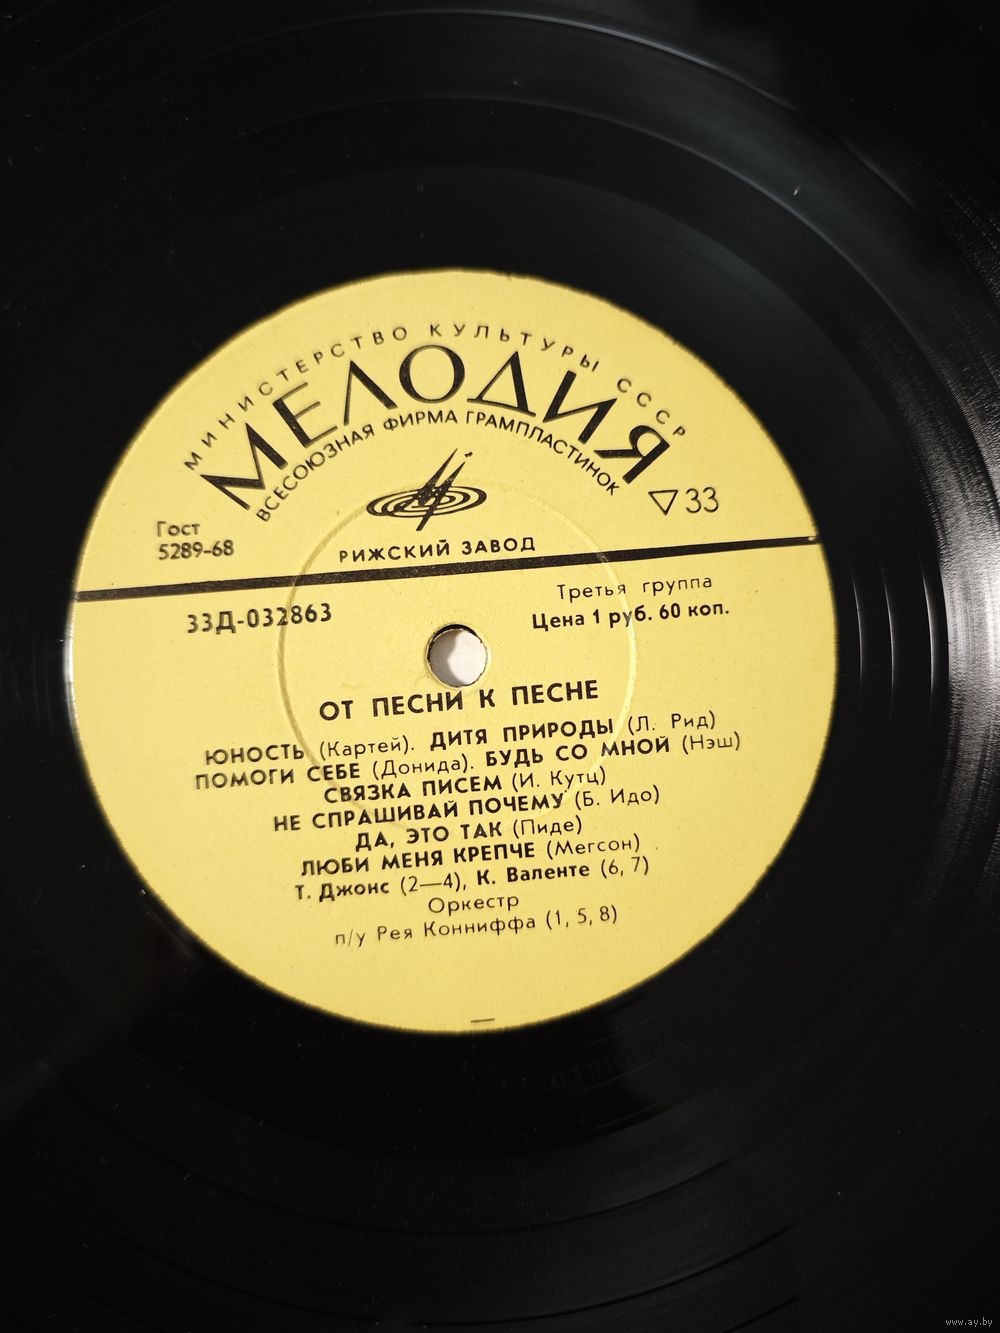 МИНИСТЕРСТВО КУЛЬТУРЫ СССР
МЕЛОДИЯ
ВСЕСОЮЗНАЯ ФИРМА ГРАМПЛАСТИНОК
33
Гост
5289-68
РИЖСКИЙ ЗАВОД
33Д-032863
Третья группа
Цена 1 руб. 60 коп.
ОТ ПЕСНИ К ПЕСНЕ
ЮНОСТЬ (Картей). ДИТЯ ПРИРОДЫ (Л. Рид)
ПОМОГИ СЕБЕ (Донида). БУДЬ СО МНОЙ (Нэш)
СВЯЗКА ПИСЕМ (И. Кутц)
НЕ СПРАШИВАЙ ПОЧЕМУ (Б. Идо)
ДА, ЭТО ТАК (Пиде)
ЛЮБИ МЕНЯ КРЕПЧЕ (Мегсон)
Т. Джонс (2—4), К. Валенте (6, 7)
Оркестр
п/у Рея Конниффа (1, 5, 8)
www.ay.by